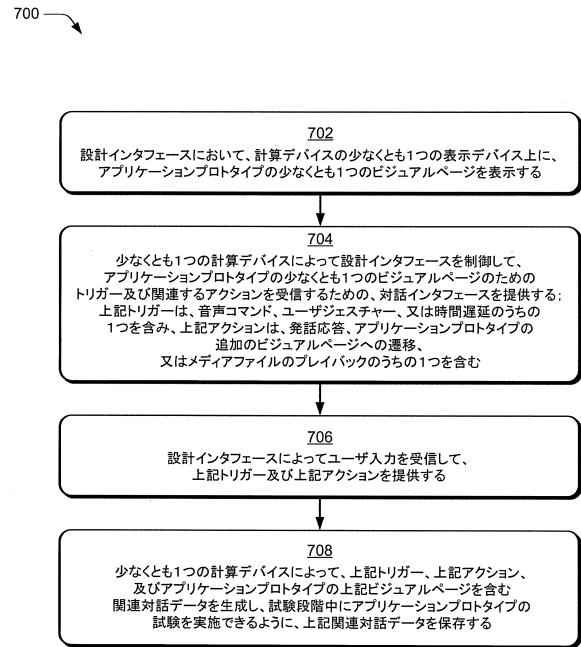 700
702
設計インタフェースにおいて、計算デバイスの少なくとも1つの表示デバイス上に、
アプリケーションプロトタイプの少なくとも1つのビジュアルページを表示する
704
少なくとも1つの計算デバイスによって設計インタフェースを制御して、
アプリケーションプロトタイプの少なくとも1つのビジュアルページのための
トリガー及び関連するアクションを受信するための、対話インタフェースを提供する;
上記トリガーは、音声コマンド、ユーザジェスチャー、又は時間遅延のうちの
1つを含み、上記アクションは、発話応答、アプリケーションプロトタイプの
追加のビジュアルページへの遷移、
又はメディアファイルのプレイバックのうちの1つを含む
706
設計インタフェースによってユーザ入力を受信して、
上記トリガー及び上記アクションを提供する
708
少なくとも1つの計算デバイスによって、上記トリガー、上記アクション、
及びアプリケーションプロトタイプの上記ビジュアルページを含む
関連対話データを生成し、試験段階中にアプリケーションプロトタイプの
試験を実施できるように、上記関連対話データを保存する